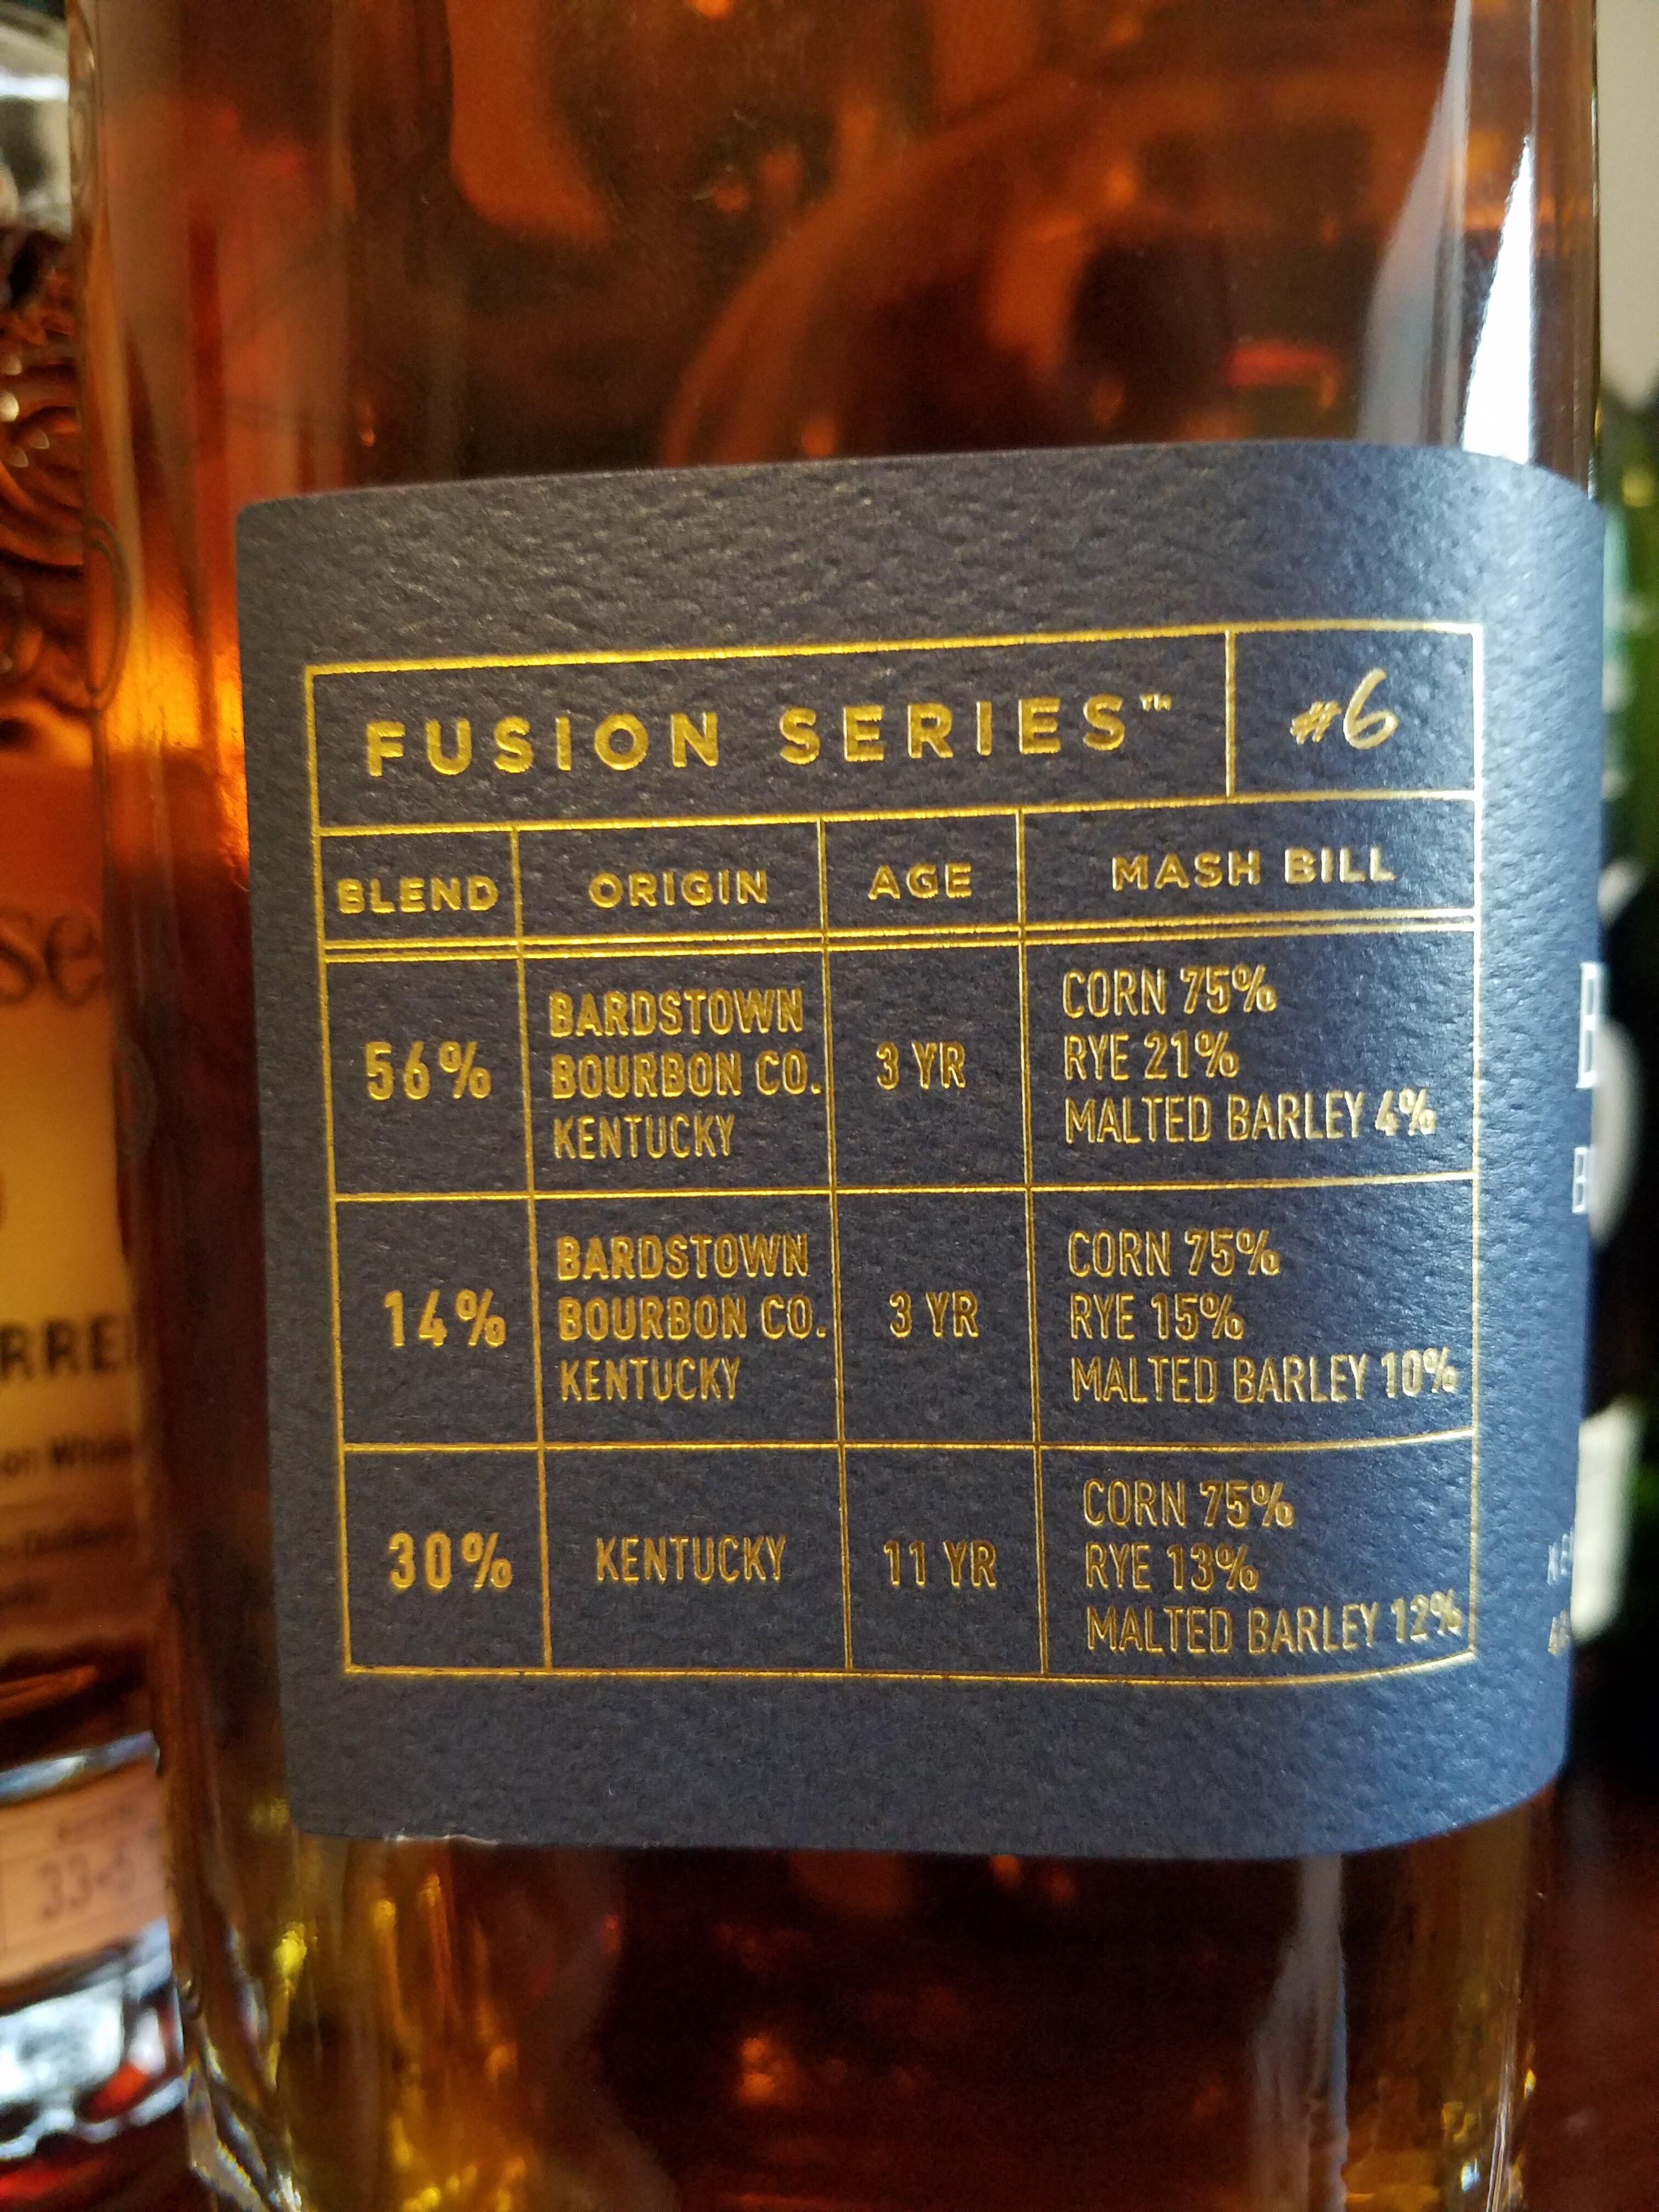 FUSION SERIES™ #6
BLEND ORIGIN AGE MASH BILL
56%
BARDSTOWN
BOURBON CO.
KENTUCKY
3 YR
CORN 75%
RYE 21%
MALTED BARLEY 4%
14%
BARDSTOWN
BOURBON CO.
KENTUCKY
3 YR
CORN 75%
RYE 15%
MALTED BARLEY 10%
30%
KENTUCKY
11 YR
CORN 75%
RYE 13%
MALTED BARLEY 12%